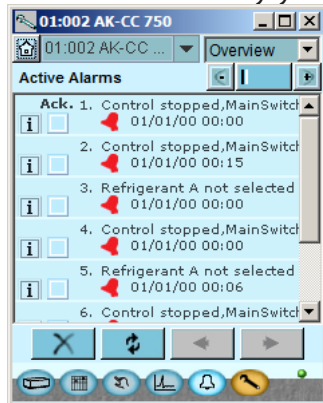 01:002 AK-CC 750
01:002 AK-CC ... Overview
Active Alarms
Ack. 1. Control stopped,MainSwitch
i 01/01/00 00:00
2. Control stopped,MainSwitch
i 01/01/00 00:15
3. Refrigerant A not selected
i 01/01/00 00:00
4. Control stopped,MainSwitch
i 01/01/00 00:00
5. Refrigerant A not selected
i 01/01/00 00:06
6. Control stopped,MainSwitch